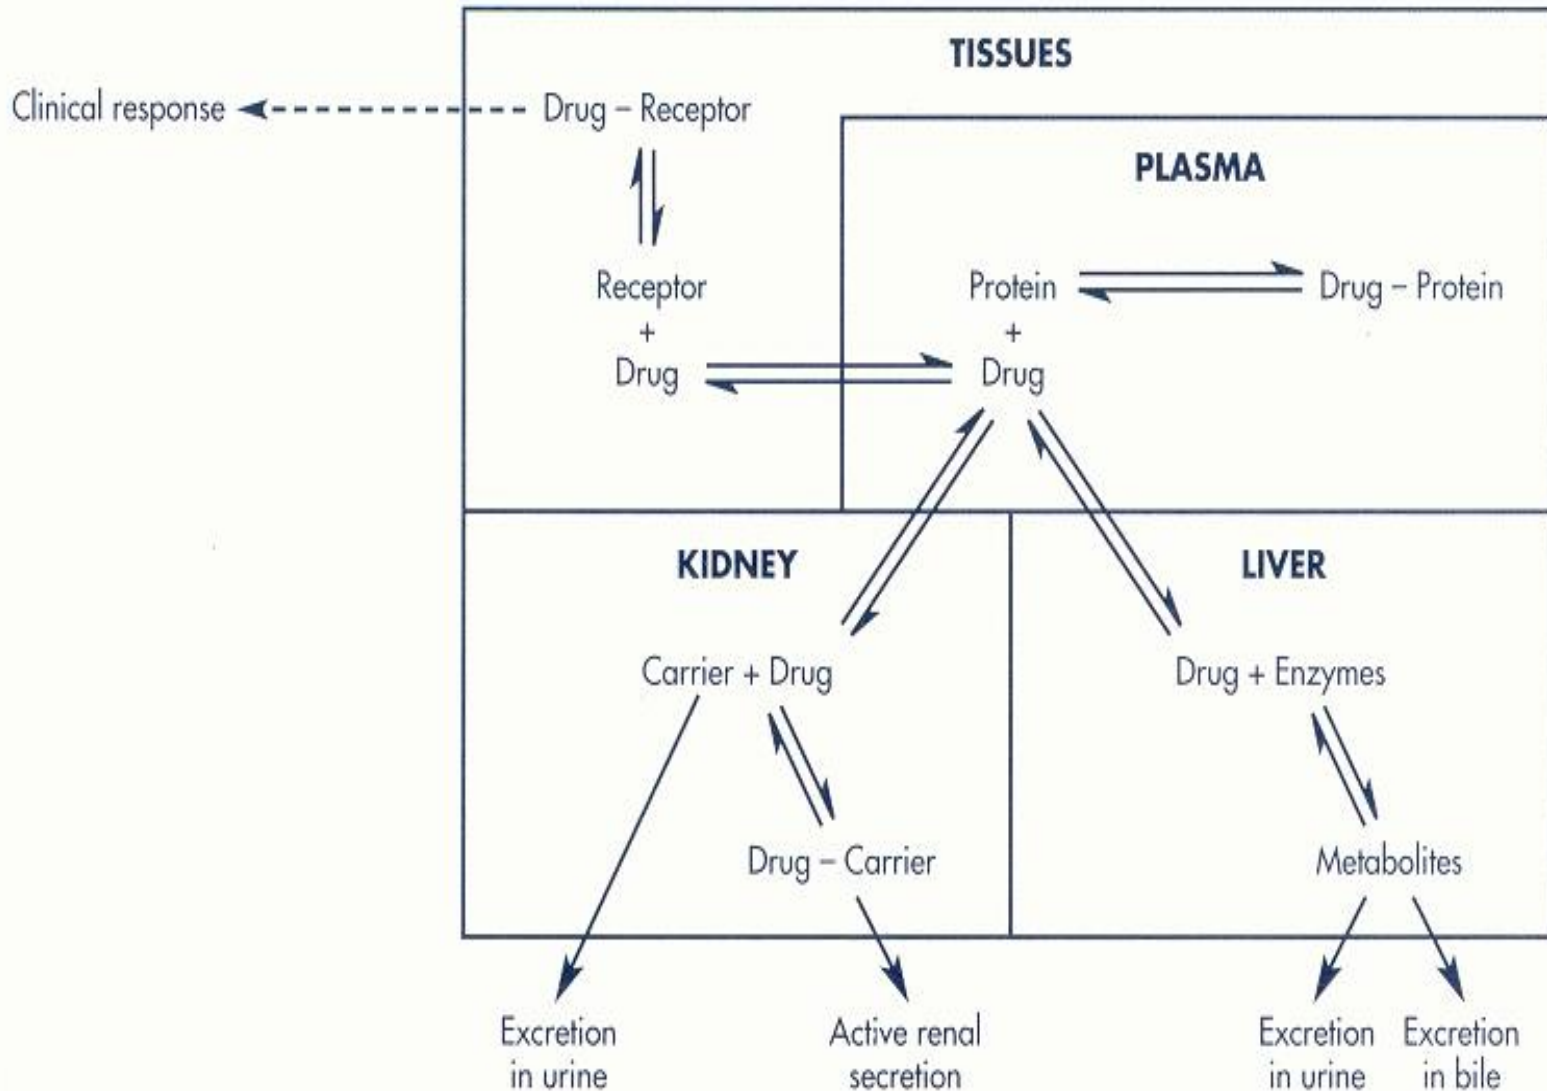 TISSUES
Clinical response
Drug – Receptor
PLASMA
Receptor
+
Drug
Protein
+
Drug
Drug – Protein
KIDNEY
LIVER
Carrier + Drug
Drug + Enzymes
Drug – Carrier
Metabolites
Excretion
in urine
Active renal
secretion
Excretion
in urine
Excretion
in bile